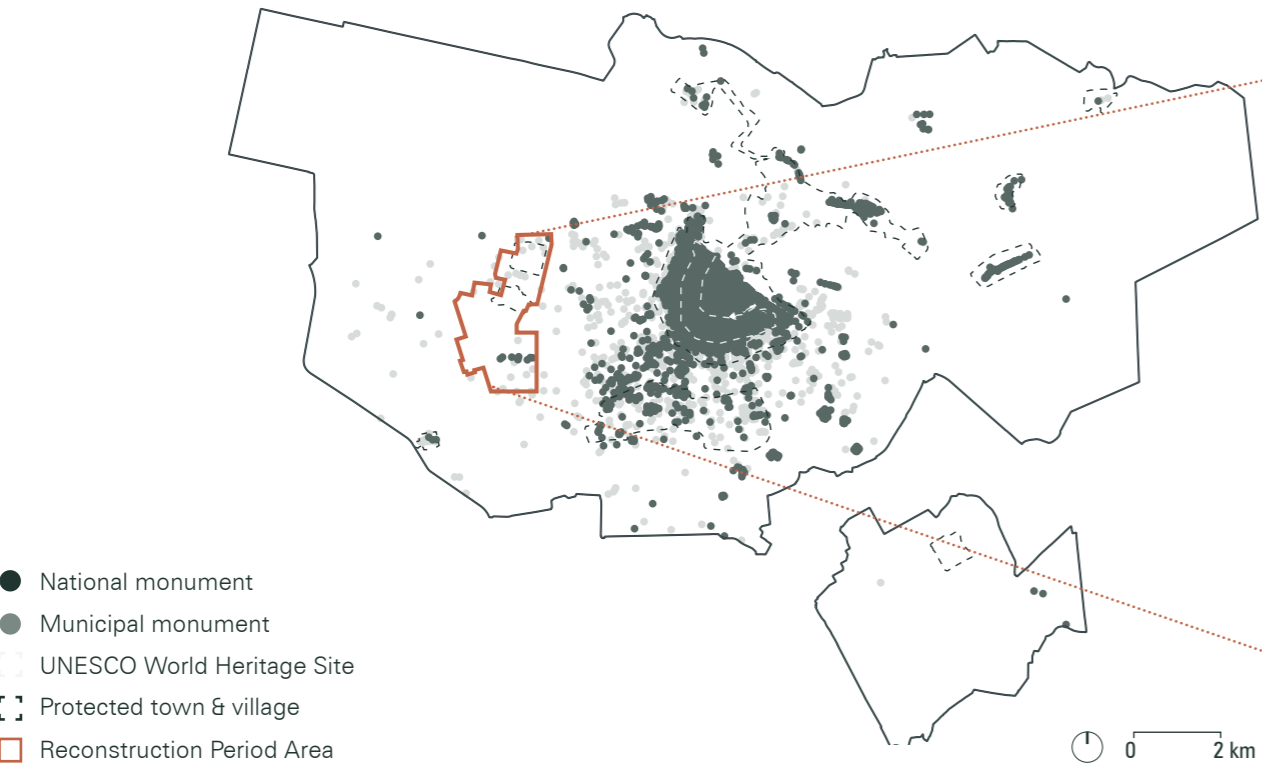 National monument
Municipal monument
UNESCO World Heritage Site
Protected town & village
Reconstruction Period Area
0 2 km